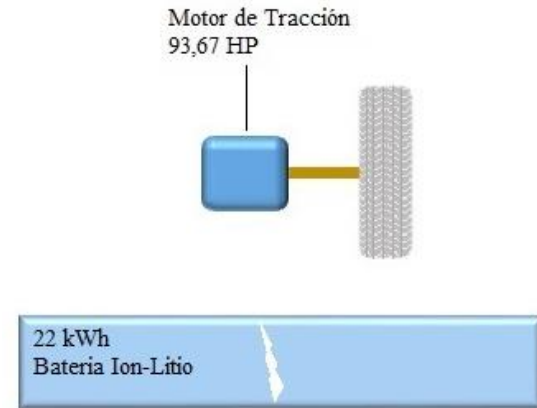 Motor de Tracción
93,67 HP
22 kWh
Bateria Ion-Litio